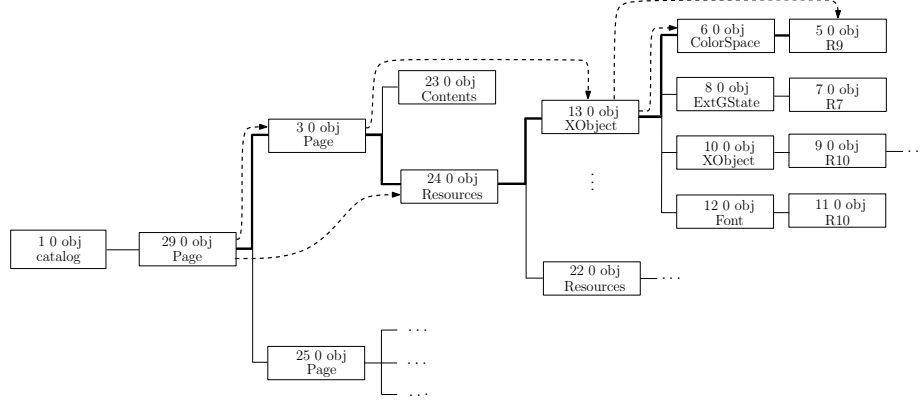 6 0 obj
ColorSpace
5 0 obj
R9
23 0 obj
Contents
8 0 obj
ExtGState
7 0 obj
R7
13 0 obj
XObject
3 0 obj
Page
10 0 obj
XObject
9 0 obj
R10
...
24 0 obj
Resources
12 0 obj
Font
11 0 obj
R10
1 0 obj
catalog
29 0 obj
Page
22 0 obj
Resources
...
25 0 obj
Page
...
...
...